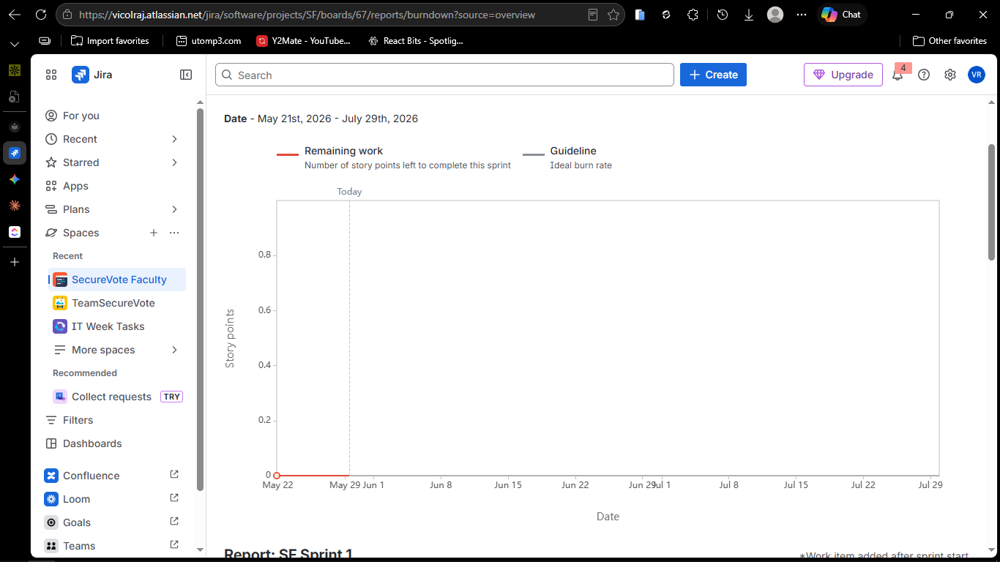 https://vicolraj.atlassian.net/jira/software/projects/SF/boards/67/reports/burndown?source=overview
Chat
Import favorites
utomp3.com
Y2Mate - YouTube...
React Bits - Spotlig...
Other favorites
Jira
Search
Create
Upgrade
4
VR
For you
Recent
Starred
Apps
Plans
Spaces
Recent
SecureVote Faculty
TeamSecureVote
IT Week Tasks
More spaces
Recommended
Collect requests TRY
Filters
Dashboards
Confluence
Loom
Goals
Teams
Date - May 21st, 2026 - July 29th, 2026
Remaining work
Number of story points left to complete this sprint
Guideline
Ideal burn rate
Today
Story points
0.8
0.6
0.4
0.2
0
May 22 May 29 Jun 1 Jun 8 Jun 15 Jun 22 Jun 29 Jul 1 Jul 8 Jul 15 Jul 22 Jul 29
Date
Report: SF Sprint 1
*Work item added after sprint start